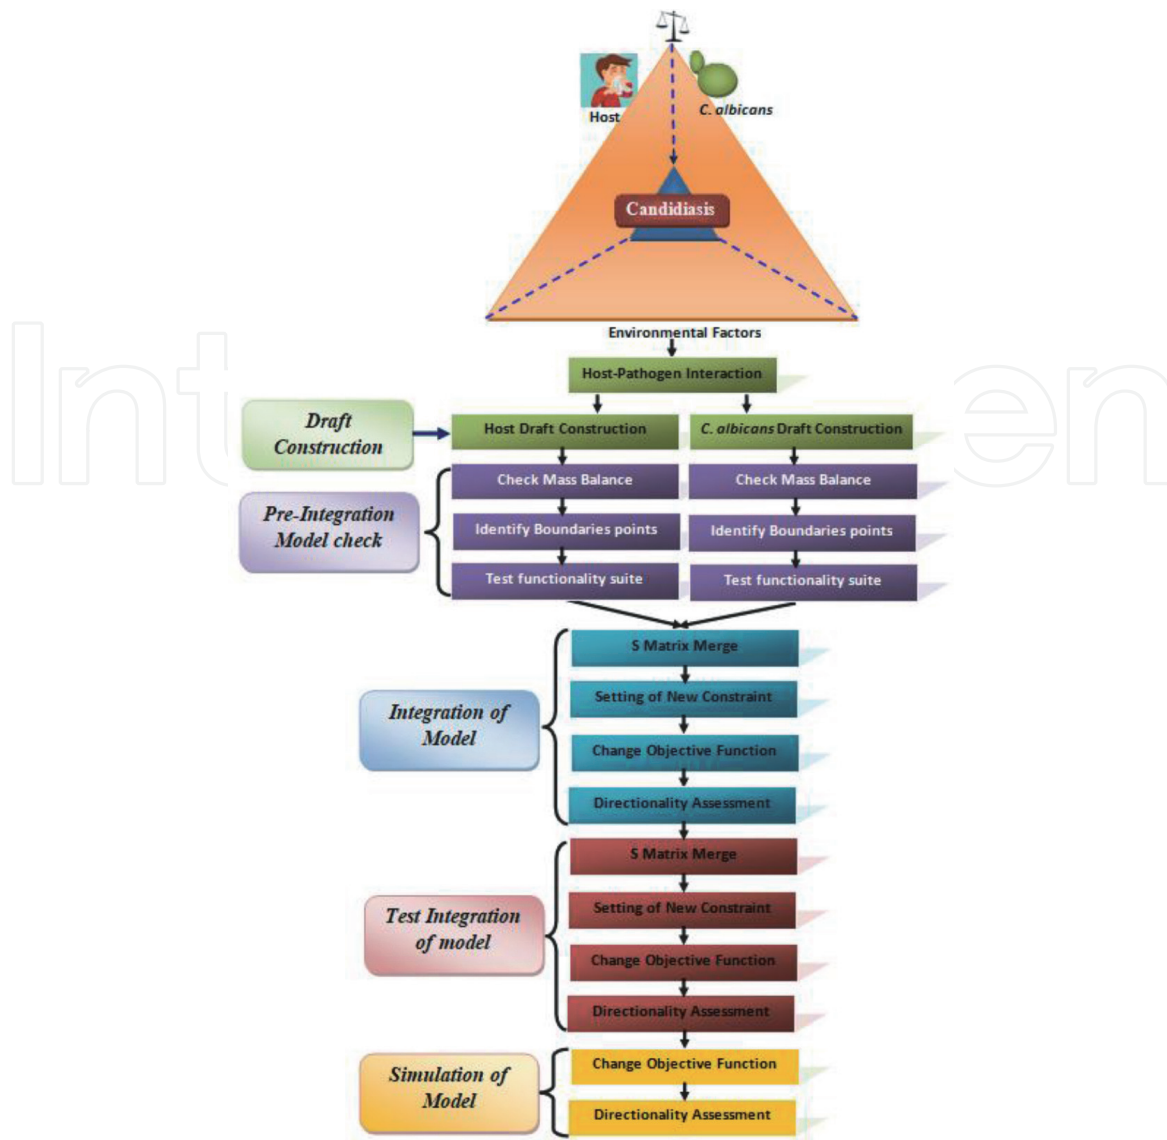 Host
C. albicans
Candidiasis
Environmental Factors
Host-Pathogen Interaction
Draft
Construction
Host Draft Construction
C. albicans Draft Construction
Pre-Integration
Model check
Check Mass Balance
Check Mass Balance
Identify Boundaries points
Identify Boundaries points
Test functionality suite
Test functionality suite
Integration of
Model
S Matrix Merge
Setting of New Constraint
Change Objective Function
Directionality Assessment
Test Integration
of model
S Matrix Merge
Setting of New Constraint
Change Objective Function
Directionality Assessment
Simulation of
Model
Change Objective Function
Directionality Assessment
Int
en